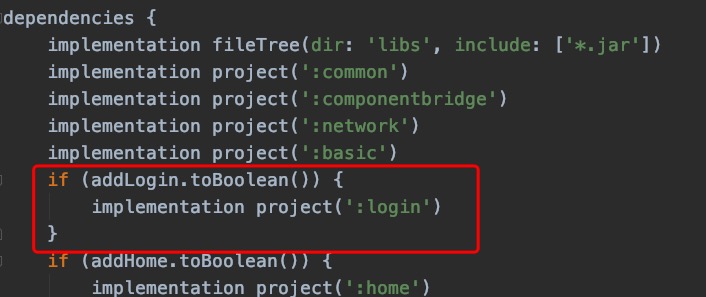 dependencies {
    implementation fileTree(dir: 'libs', include: ['*.jar'])
    implementation project(':common')
    implementation project(':componentbridge')
    implementation project(':network')
    implementation project(':basic')
    if (addLogin.toBoolean()) {
        implementation project(':login')
    }
    if (addHome.toBoolean()) {
        implementation project(':home')